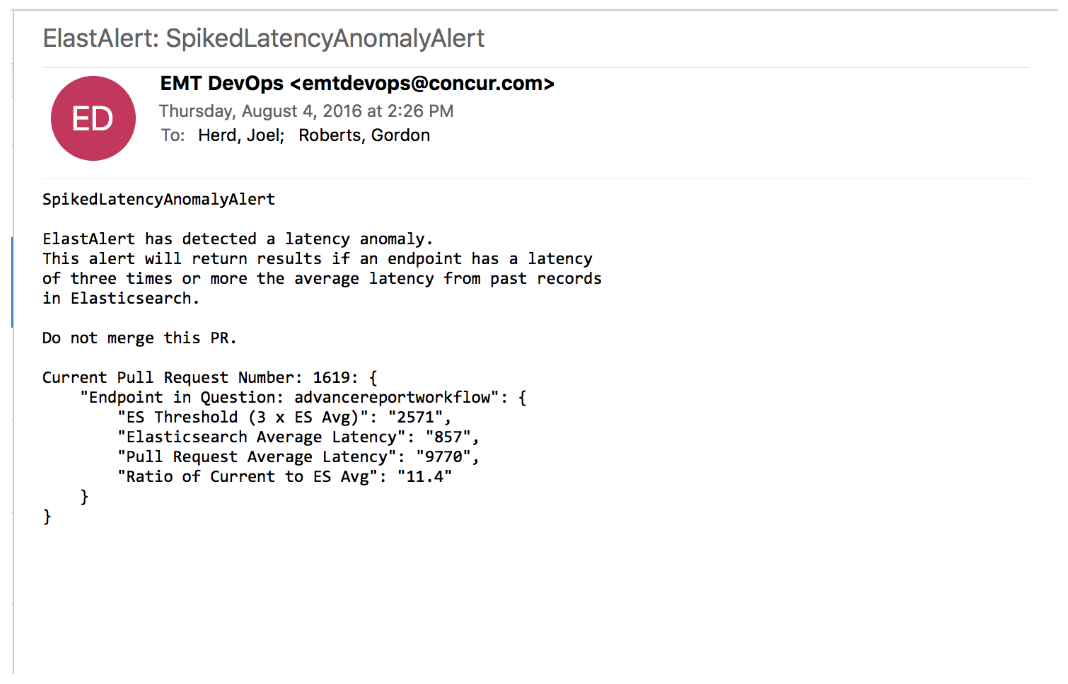 ElastAlert: SpikedLatencyAnomalyAlert
ED
EMT DevOps <emtdevops@concur.com>
Thursday, August 4, 2016 at 2:26 PM
To: Herd, Joel; Roberts, Gordon
SpikedLatencyAnomalyAlert
ElastAlert has detected a latency anomaly.
This alert will return results if an endpoint has a latency
of three times or more the average latency from past records
in Elasticsearch.
Do not merge this PR.
Current Pull Request Number: 1619: {
    "Endpoint in Question: advancereportworkflow": {
        "ES Threshold (3 x ES Avg)": "2571",
        "Elasticsearch Average Latency": "857",
        "Pull Request Average Latency": "9770",
        "Ratio of Current to ES Avg": "11.4"
    }
}